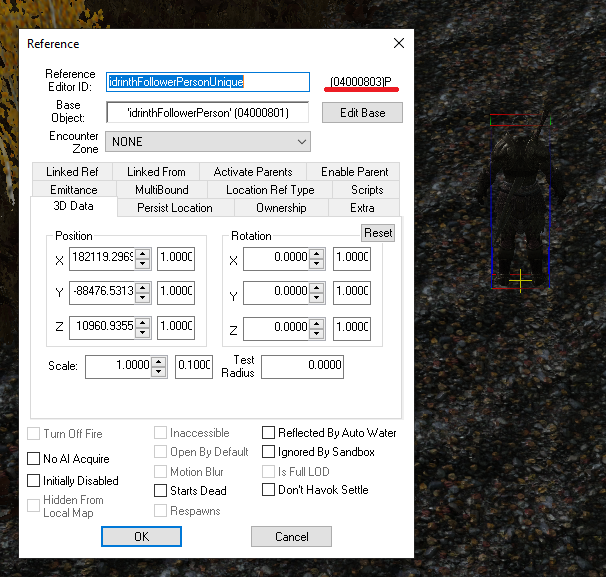 Reference
Reference Editor ID: idrinthFollowerPersonUnique (04000803)P
Base Object: 'idrinthFollowerPerson' (04000801) Edit Base
Encounter Zone NONE
Linked Ref Linked From Activate Parents Enable Parent
Emittance MultiBound Location Ref Type Scripts
3D Data Persist Location Ownership Extra
Position Rotation Reset
X 182119.2969 1.0000 X 0.0000 1.0000
Y -88476.5313 1.0000 Y 0.0000 1.0000
Z 10960.9355 1.0000 Z 0.0000 1.0000
Scale: 1.0000 0.1000 Test Radius 0.0000
Turn Off Fire Inaccessible Reflected By Auto Water
No AI Acquire Open By Default Ignored By Sandbox
Initially Disabled Motion Blur Is Full LOD
Hidden From Local Map Starts Dead Don't Havok Settle
Respawns
OK Cancel